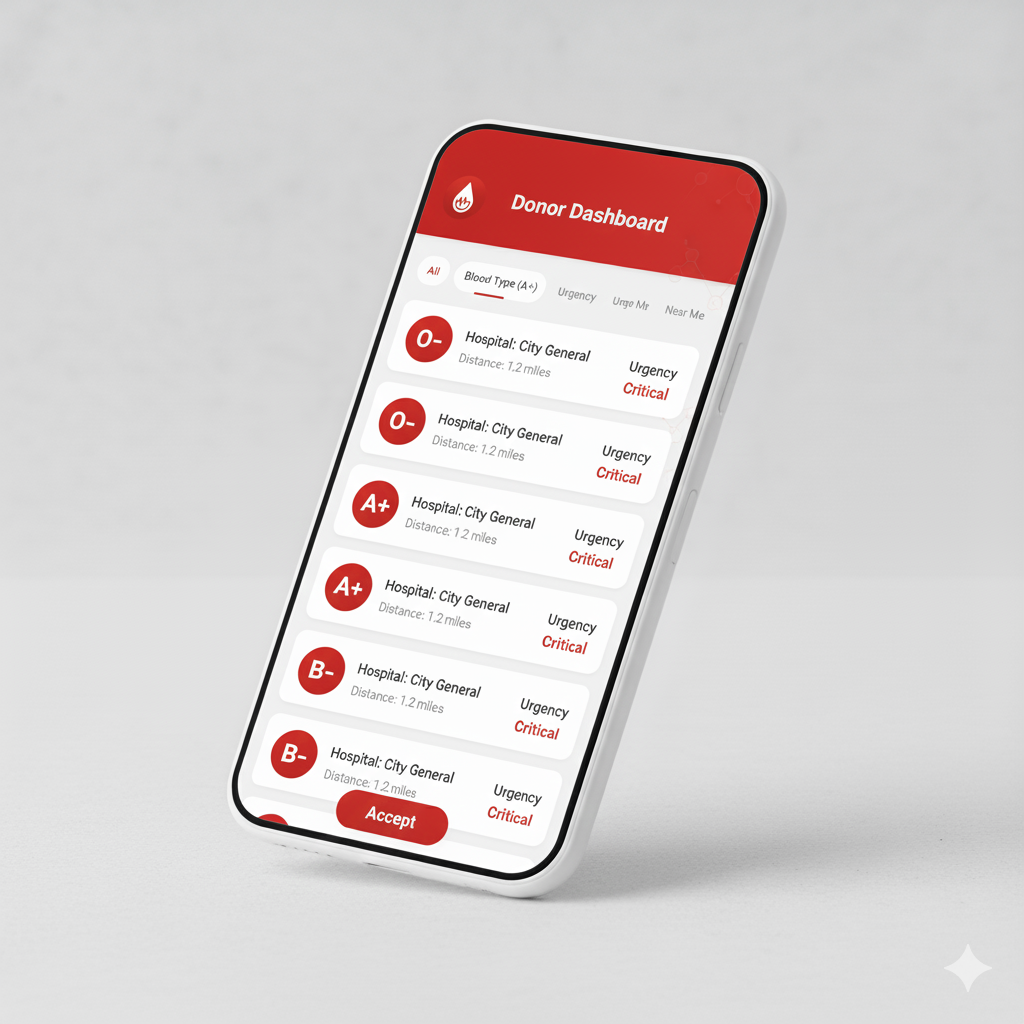 Donor Dashboard
All
Blood Type (A+)
Urgency
Urgo Mr
Near Me
O-
Hospital: City General
Distance: 1.2 miles
Urgency
Critical
O-
Hospital: City General
Distance: 1.2 miles
Urgency
Critical
A+
Hospital: City General
Distance: 1.2 miles
Urgency
Critical
A+
Hospital: City General
Distance: 1.2 miles
Urgency
Critical
B-
Hospital: City General
Distance: 1.2 miles
Urgency
Critical
B-
Hospital: City General
Distance: 1.2 miles
Urgency
Critical
Accept